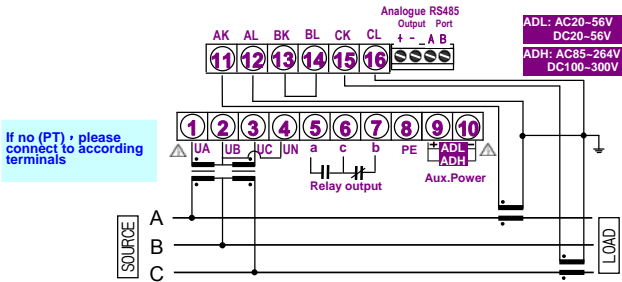 Analogue RS485
Output Port
+ - _ A B
ADL: AC20~56V
DC20~56V
ADH: AC85~264V
DC100~300V
AK AL BK BL CK CL
11 12 13 14 15 16
1 2 3 4 5 6 7 8 9 10
UA UB UC UN a c b PE + ADL -
ADH
Relay output
Aux.Power
If no (PT), please
connect to according
terminals
SOURCE
A
B
C
LOAD